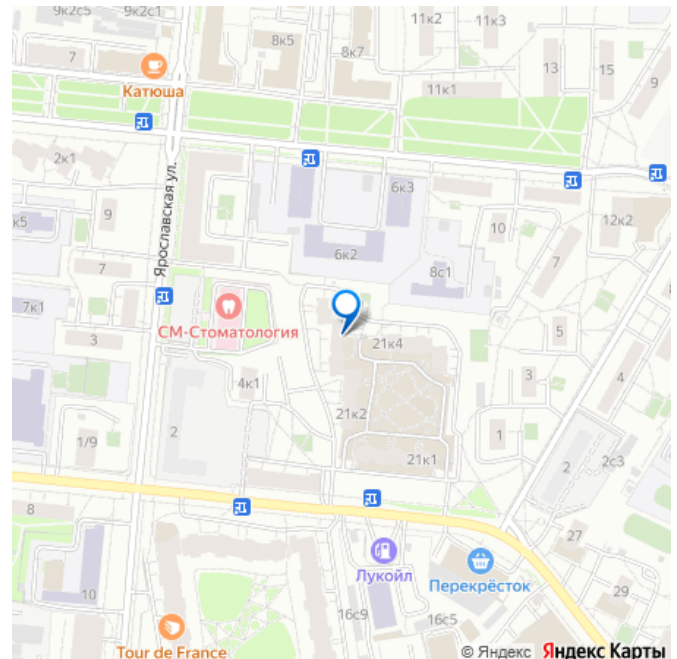 9к2с5
9к2с1
11к2
11к3
8к5
8к7
7
13
15
9
Катюша
11к1
2к1
Ярославская ул.
6к3
9
12к2
к5
10
6к2
7
8с1
7
7к1
СМ-Стоматология
3
5
21к4
4к1
3
4
21к2
1/9
2
1
21к1
2
2с3
8
27
Лукойл
Перекрёсток
10
29
16с9
16с5
Tour de France
© Яндекс Яндекс Карты